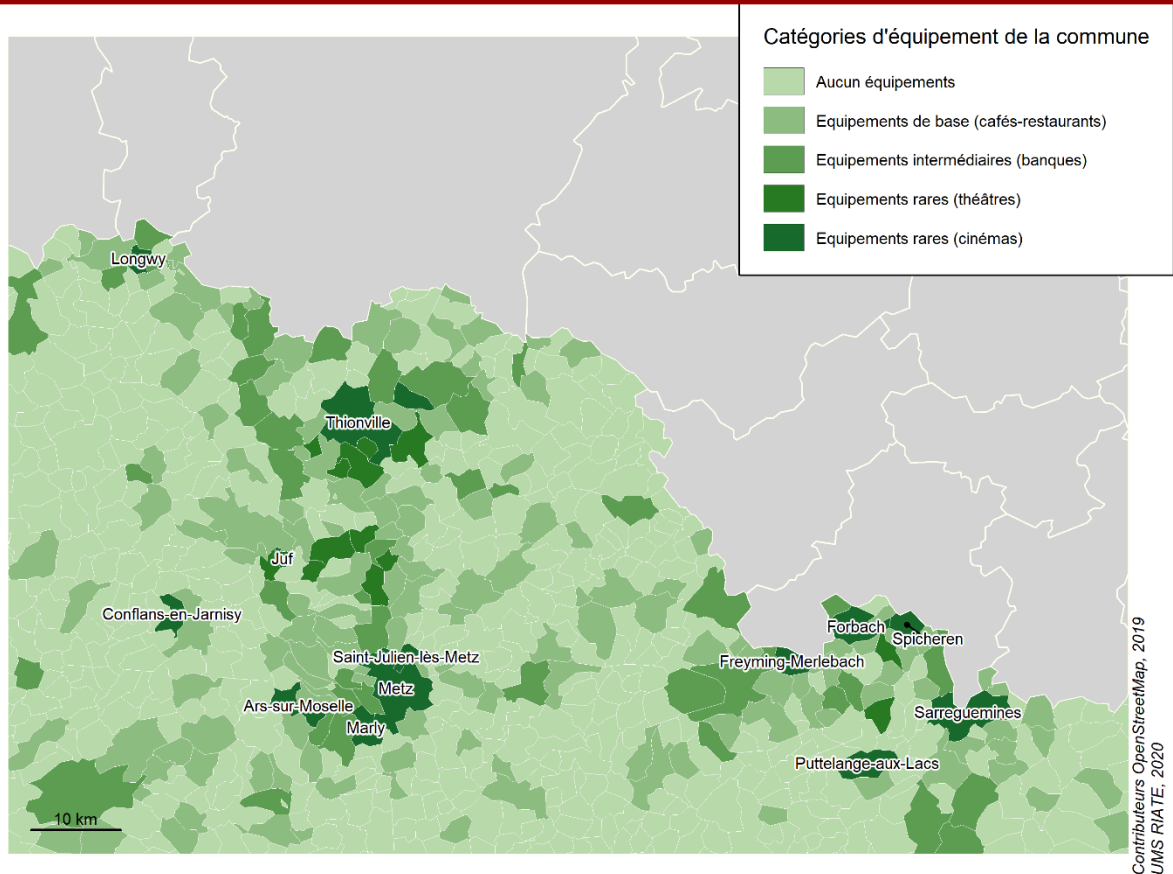 Catégories d'équipement de la commune
Aucun équipements
Equipements de base (cafés-restaurants)
Equipements intermédiaires (banques)
Equipements rares (théâtres)
Equipements rares (cinémas)
Longwy
Thionville
Juf
Conflans-en-Jarnisy
Forbach
Spicheren
Saint-Julien-lès-Metz
Freyming-Merlebach
Metz
Ars-sur-Moselle
Marly
Sarreguemines
Puttelange-aux-Lacs
10 km
Contributeurs OpenStreetMap, 2019
UMS RIATE, 2020